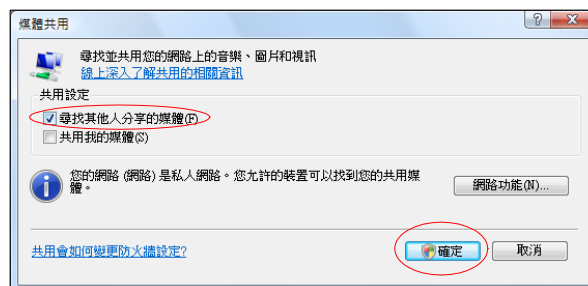 媒體共用
尋找並共用您的網路上的音樂、圖片和視訊
線上深入了解共用的相關資訊
共用設定
尋找其他人分享的媒體(F)
共用我的媒體(S)
您的網路 (網路) 是私人網路。您允許的裝置可以找到您的共用媒
體。
網路功能(N)...
共用會如何變更防火牆設定?
確定
取消